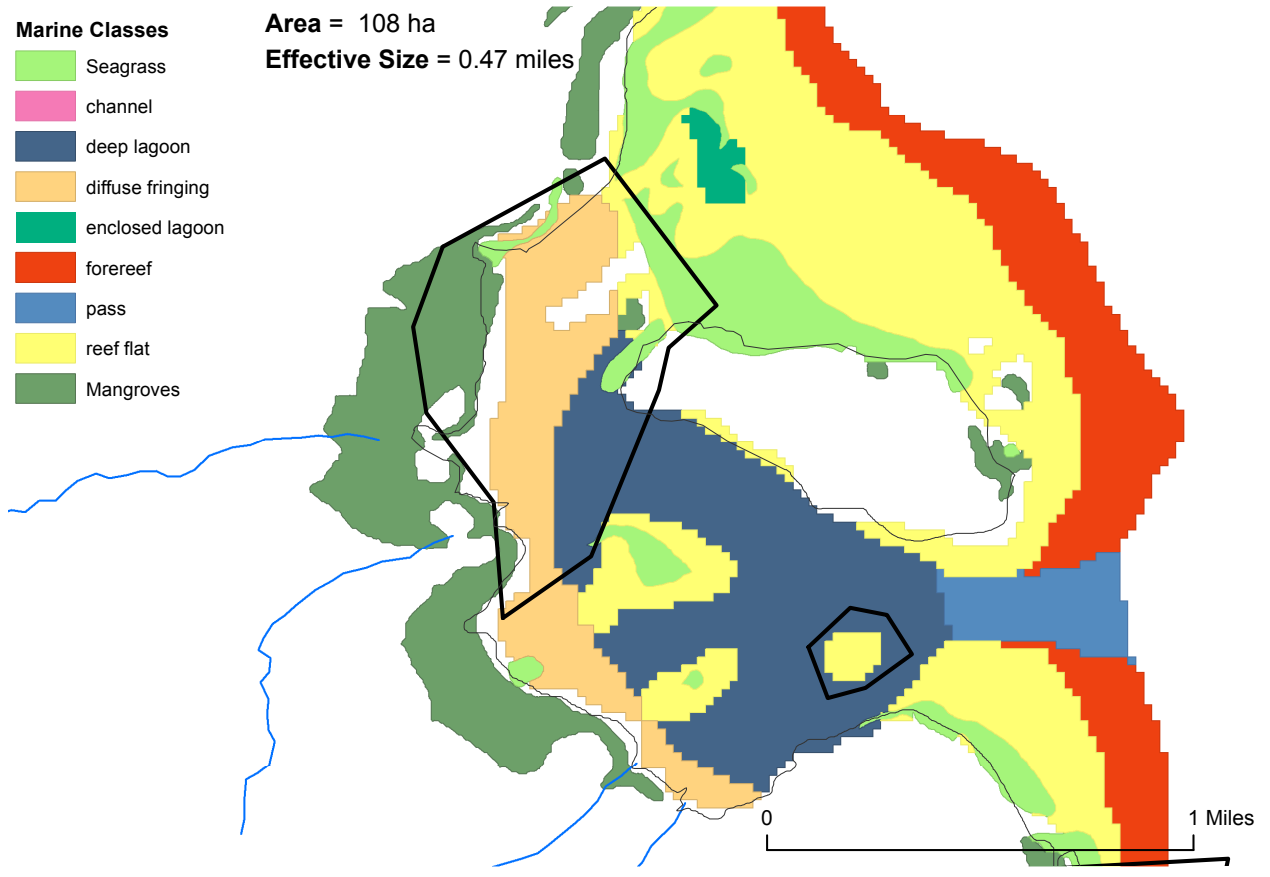 Marine Classes
Seagrass
channel
deep lagoon
diffuse fringing
enclosed lagoon
forereef
pass
reef flat
Mangroves
Area = 108 ha
Effective Size = 0.47 miles
0 1 Miles